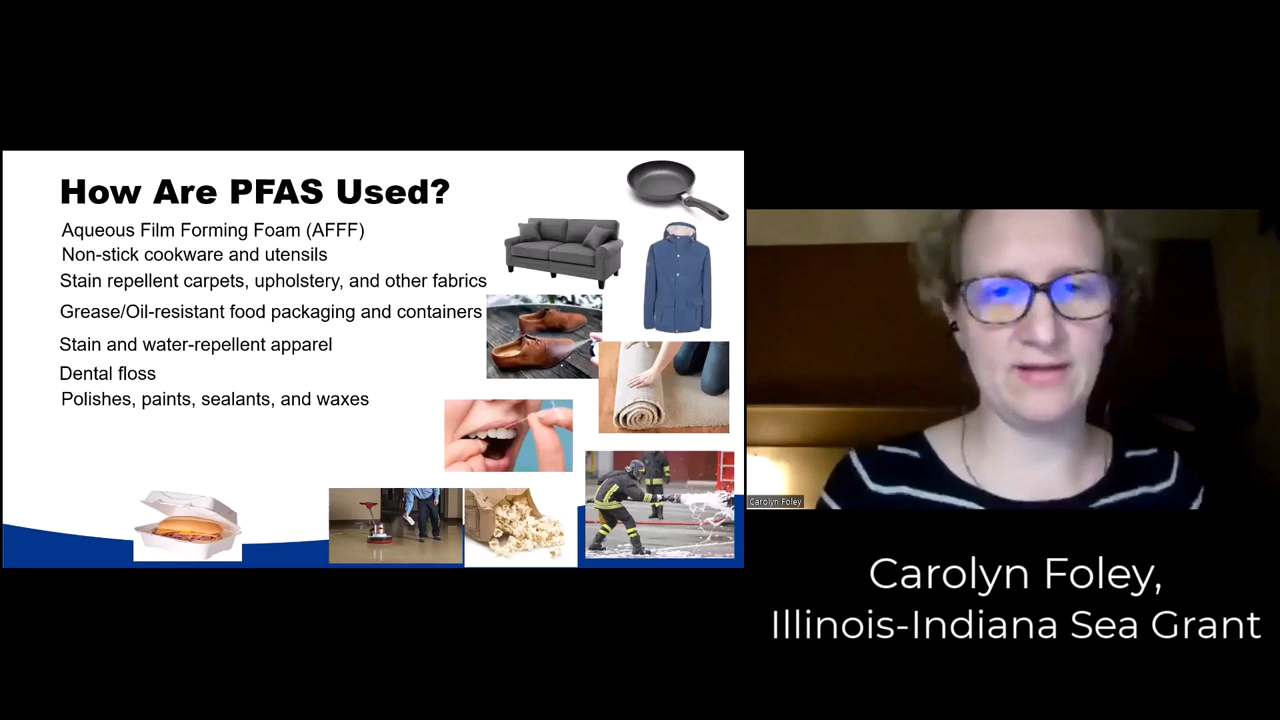 How Are PFAS Used?
Aqueous Film Forming Foam (AFFF)
Non-stick cookware and utensils
Stain repellent carpets, upholstery, and other fabrics
Grease/Oil-resistant food packaging and containers
Stain and water-repellent apparel
Dental floss
Polishes, paints, sealants, and waxes
Carolyn Foley
Carolyn Foley,
Illinois-Indiana Sea Grant